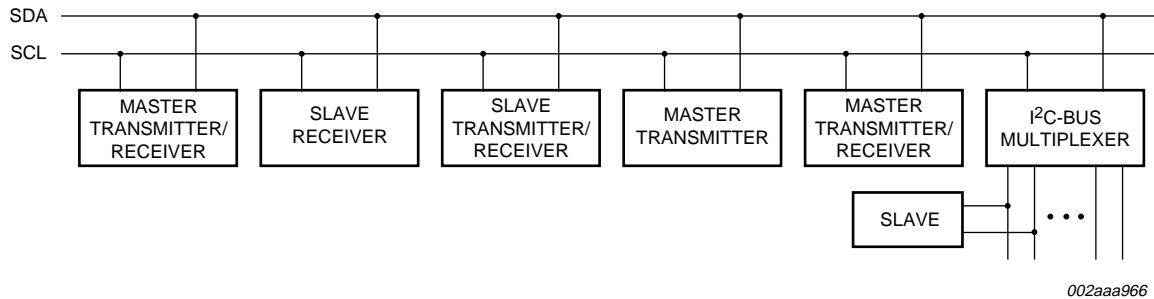 SDA
SCL
MASTER
TRANSMITTER/
RECEIVER
SLAVE
RECEIVER
SLAVE
TRANSMITTER/
RECEIVER
MASTER
TRANSMITTER
MASTER
TRANSMITTER/
RECEIVER
I²C-BUS
MULTIPLEXER
SLAVE
002aaa966